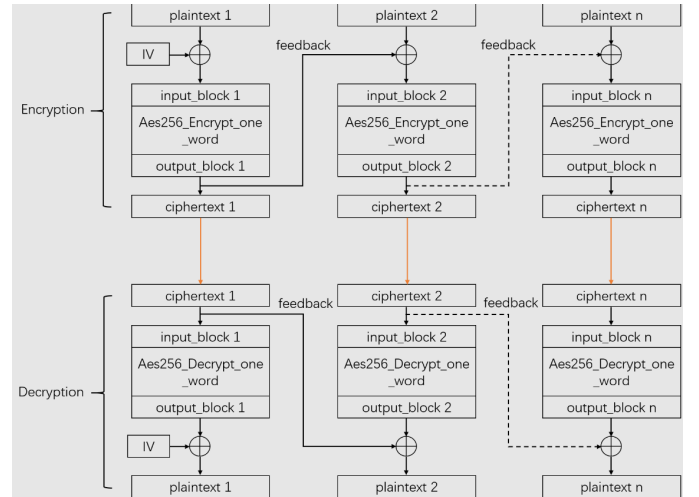 plaintext 1 plaintext 2 plaintext n
IV feedback feedback
input_block 1 input_block 2 input_block n
Encryption
Aes256_Encrypt_one Aes256_Encrypt_one Aes256_Encrypt_one
_word _word _word
output_block 1 output_block 2 output_block n
ciphertext 1 ciphertext 2 ciphertext n
ciphertext 1 ciphertext 2 ciphertext n
feedback feedback
input_block 1 input_block 2 input_block n
Aes256_Decrypt_one Aes256_Decrypt_one Aes256_Decrypt_one
_word _word _word
Decryption
output_block 1 output_block 2 output_block n
IV
plaintext 1 plaintext 2 plaintext n